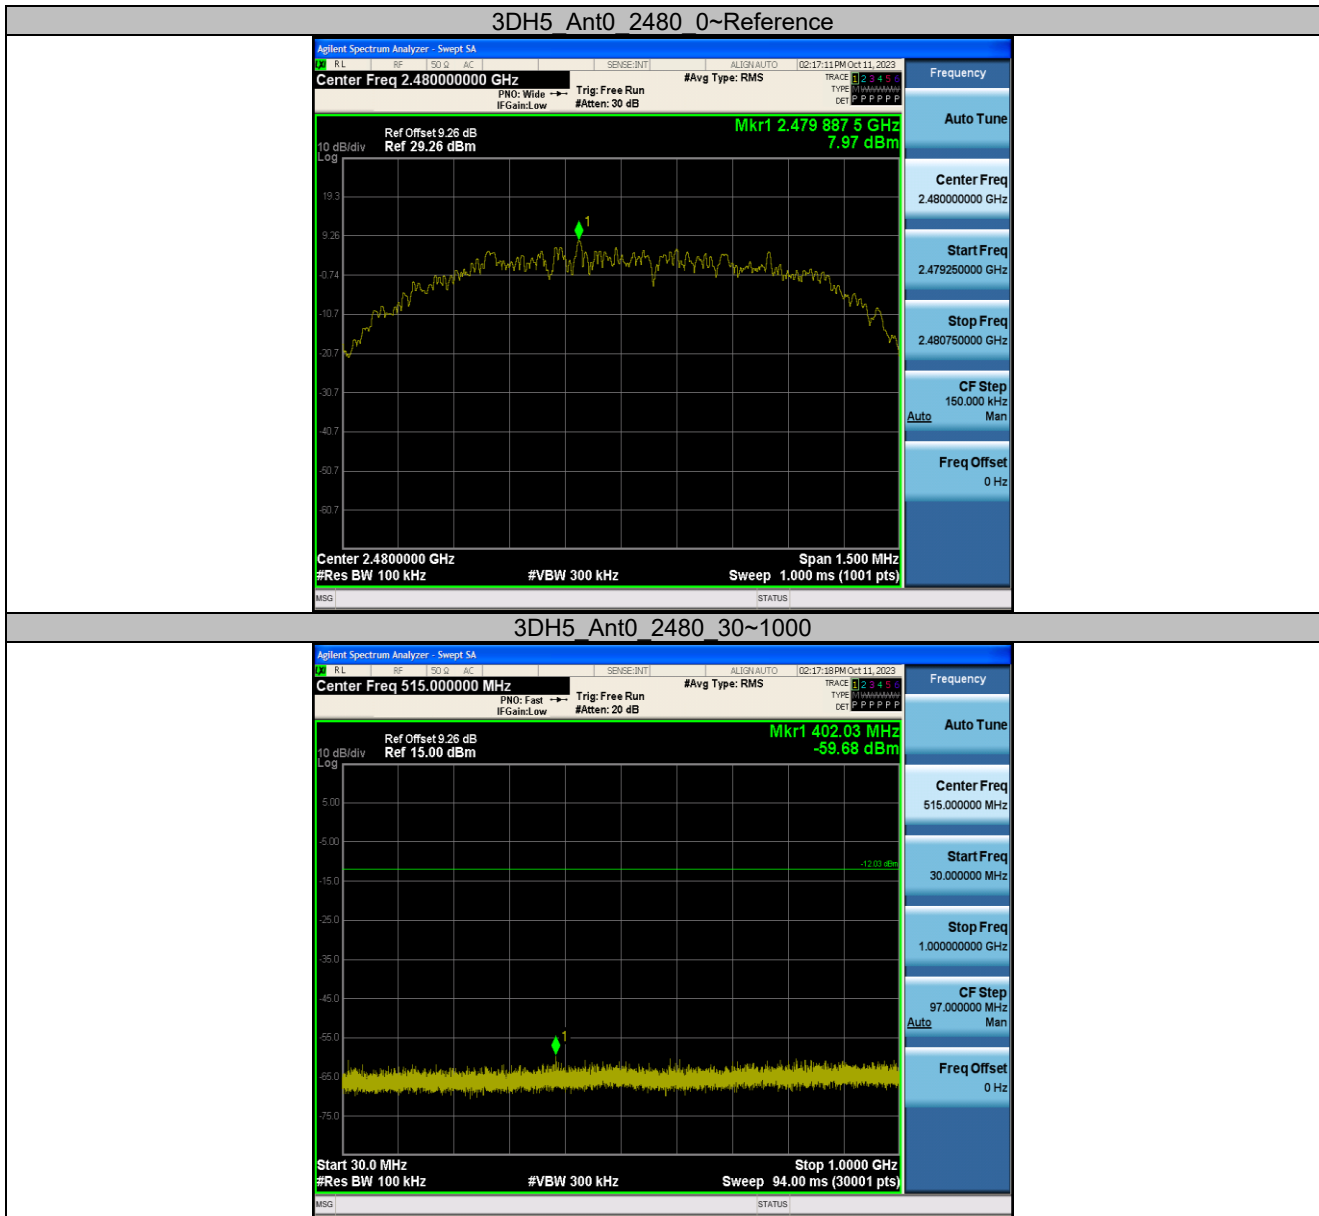 3DH5_Ant0_2480_0~Reference
Agilent Spectrum Analyzer - Swept SA
RL RF 50 Ω AC SENSE:INT ALIGN AUTO 02:17:11 PM Oct 11, 2023
Center Freq 2.480000000 GHz
PNO: Wide
IFGain:Low
Trig: Free Run
#Atten: 30 dB
#Avg Type: RMS
TRACE 1 2 3 4 5 6
TYPE
DET P P P P P P
Mkr1 2.479 887 5 GHz
7.97 dBm
Ref Offset 9.26 dB
10 dB/div Ref 29.26 dBm
Log
1
19.3
9.26
-0.74
-10.7
-20.7
-30.7
-40.7
-50.7
-60.7
Center 2.4800000 GHz Span 1.500 MHz
#Res BW 100 kHz #VBW 300 kHz Sweep 1.000 ms (1001 pts)
MSG STATUS
Frequency
Auto Tune
Center Freq
2.480000000 GHz
Start Freq
2.479250000 GHz
Stop Freq
2.480750000 GHz
CF Step
150.000 kHz
Auto Man
Freq Offset
0 Hz
3DH5_Ant0_2480_30~1000
Agilent Spectrum Analyzer - Swept SA
RL RF 50 Ω AC SENSE:INT ALIGN AUTO 02:17:18 PM Oct 11, 2023
Center Freq 515.000000 MHz
PNO: Fast
IFGain:Low
Trig: Free Run
#Atten: 20 dB
#Avg Type: RMS
TRACE 1 2 3 4 5 6
TYPE
DET P P P P P P
Mkr1 402.03 MHz
-59.68 dBm
Ref Offset 9.26 dB
10 dB/div Ref 15.00 dBm
Log
5.00
-5.00
-12.03 dBm
-15.0
-25.0
-35.0
-45.0
-55.0
1
-65.0
-75.0
Start 30.0 MHz Stop 1.0000 GHz
#Res BW 100 kHz #VBW 300 kHz Sweep 94.00 ms (30001 pts)
MSG STATUS
Frequency
Auto Tune
Center Freq
515.000000 MHz
Start Freq
30.000000 MHz
Stop Freq
1.000000000 GHz
CF Step
97.000000 MHz
Auto Man
Freq Offset
0 Hz